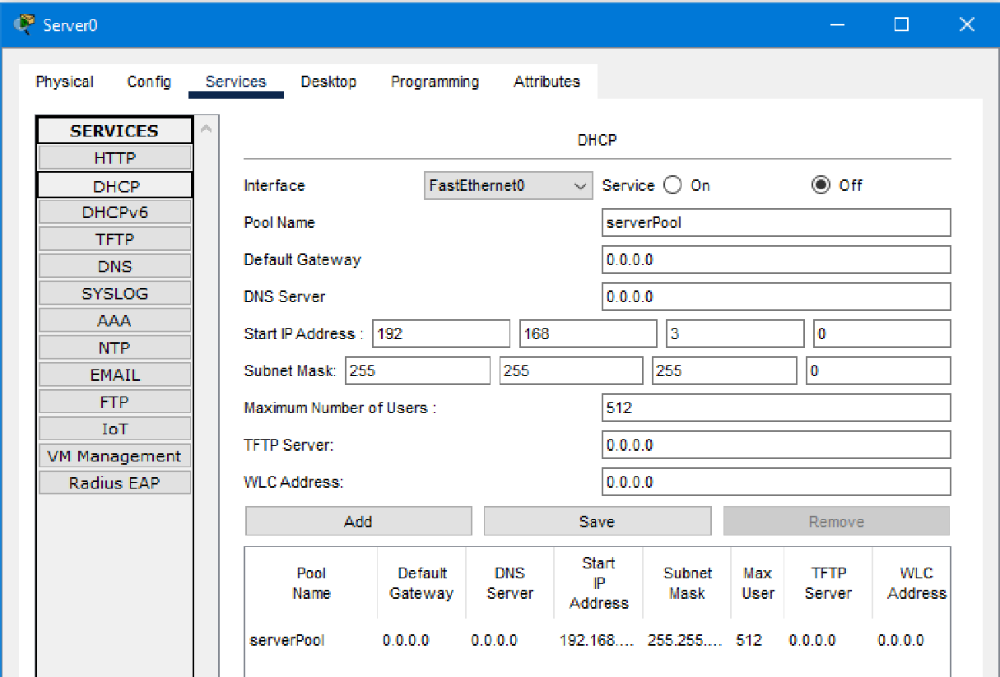 Server0
Physical Config Services Desktop Programming Attributes
SERVICES
HTTP
DHCP
DHCPv6
TFTP
DNS
SYSLOG
AAA
NTP
EMAIL
FTP
IoT
VM Management
Radius EAP
DHCP
Interface FastEthernet0 Service On Off
Pool Name serverPool
Default Gateway 0.0.0.0
DNS Server 0.0.0.0
Start IP Address : 192 168 3 0
Subnet Mask: 255 255 255 0
Maximum Number of Users : 512
TFTP Server: 0.0.0.0
WLC Address: 0.0.0.0
Add Save Remove
Pool Name Default Gateway DNS Server Start IP Address Subnet Mask Max User TFTP Server WLC Address
serverPool 0.0.0.0 0.0.0.0 192.168.... 255.255.... 512 0.0.0.0 0.0.0.0